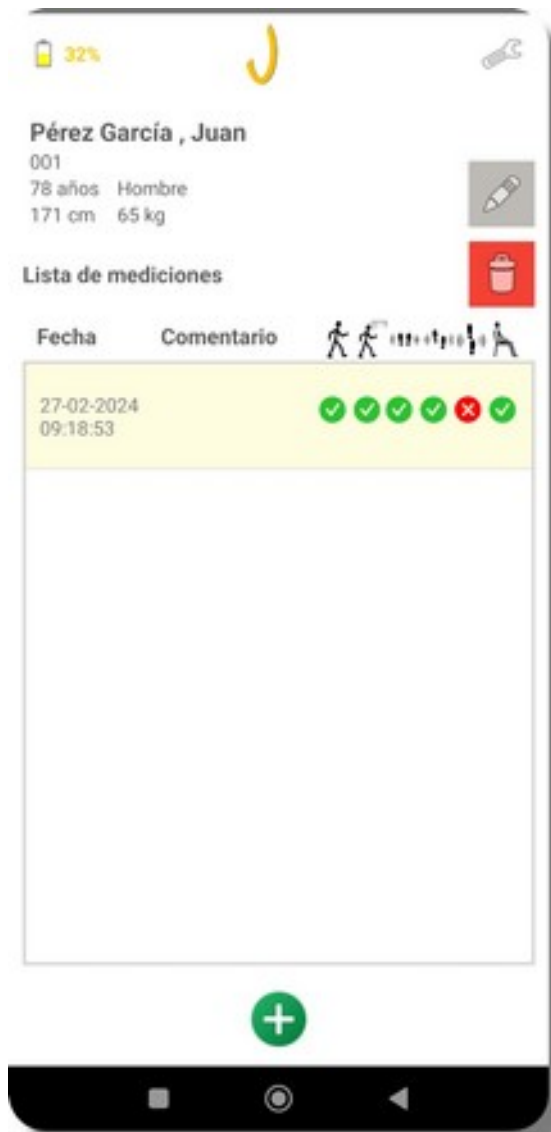 32%
Pérez García , Juan
001
78 años Hombre
171 cm 65 kg
Lista de mediciones
Fecha Comentario
27-02-2024
09:18:53